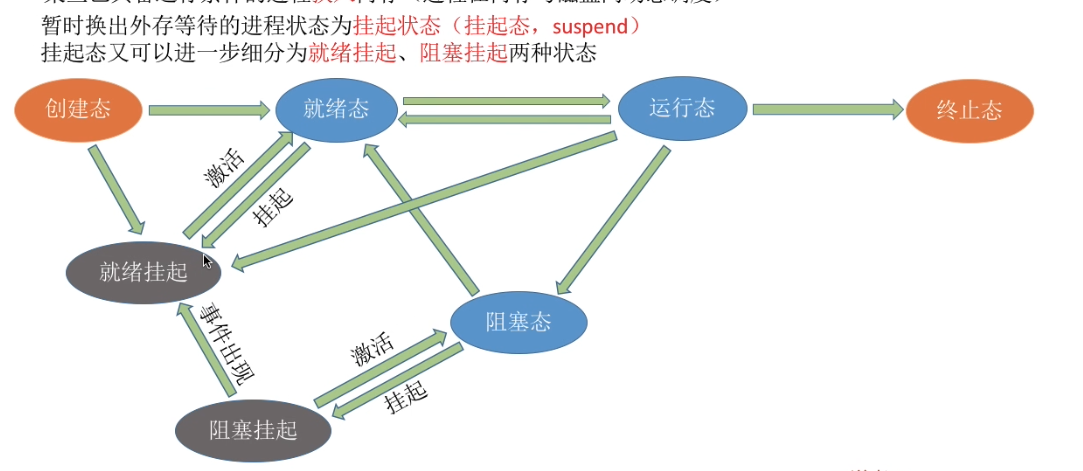 暂时换出外存等待的进程状态为挂起状态（挂起态，suspend）
挂起态又可以进一步细分为就绪挂起、阻塞挂起两种状态
创建态
就绪态
运行态
终止态
激活
挂起
就绪挂起
事件出现
阻塞态
激活
挂起
阻塞挂起